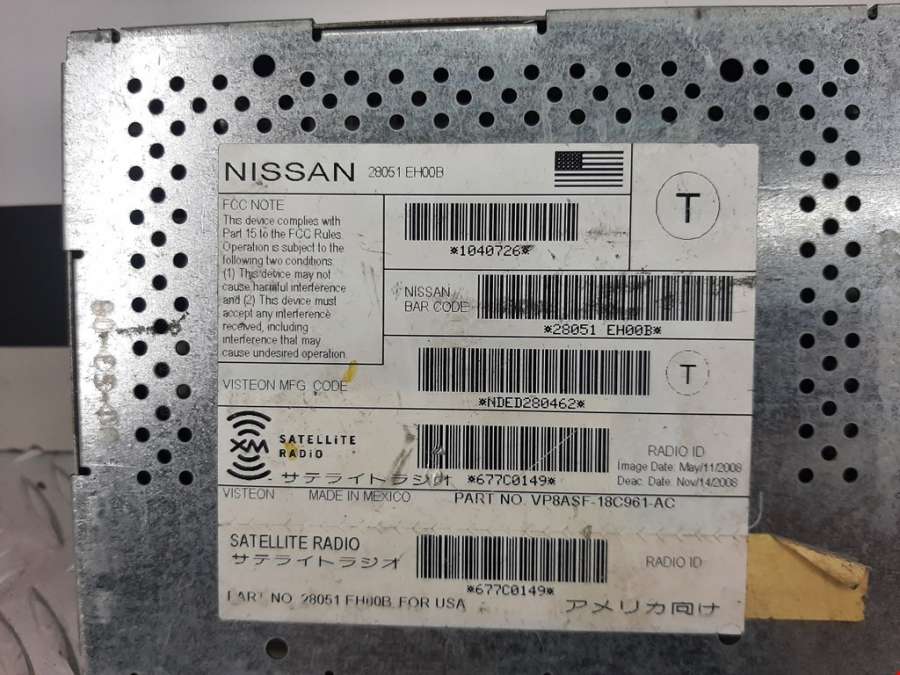 NISSAN 28051 EH00B
T
FCC NOTE
This device complies with
Part 15 to the FCC Rules.
Operation is subject to the
following two conditions.
(1) This device may not
cause harmful interference
and (2) This device must
accept any interference
received, including
interference that may
cause undesired operation.
*1040726*
NISSAN
BAR CODE
*28051 EH00B*
VISTEON MFG CODE
*NDED280462*
T
XM SATELLITE
RADIO
サテライトラジオ
*677C0149*
RADIO ID
Image Date: May/11/2008
Deac. Date: Nov/14/2008
VISTEON MADE IN MEXICO PART NO. VP8ASF-18C961-AC
SATELLITE RADIO
サテライトラジオ
*677C0149*
RADIO ID
PART NO 28051 EH00B FOR USA
アメリカ向け